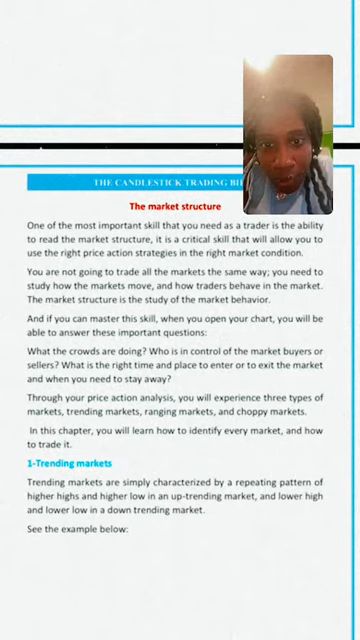 THE CANDLESTICK TRADING
The market structure
One of the most important skill that you need as a trader is the ability
to read the market structure, it is a critical skill that will allow you to
use the right price action strategies in the right market condition.
You are not going to trade all the markets the same way; you need to
study how the markets move, and how traders behave in the market.
The market structure is the study of the market behavior.
And if you can master this skill, when you open your chart, you will be
able to answer these important questions:
What the crowds are doing? Who is in control of the market buyers or
sellers? What is the right time and place to enter or to exit the market
and when you need to stay away?
Through your price action analysis, you will experience three types of
markets, trending markets, ranging markets, and choppy markets.
In this chapter, you will learn how to identify every market, and how
to trade it.
1-Trending markets
Trending markets are simply characterized by a repeating pattern of
higher highs and higher low in an up-trending market, and lower high
and lower low in a down trending market.
See the example below: